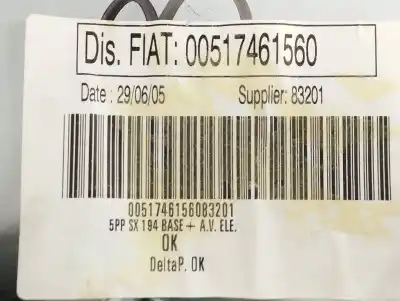 Dis. FIAT: 00517461560
Date : 29/06/05 Supplier: 83201
0051746156083201
5PP SX 194 BASE + A.V. ELE.
OK
DeltaP. OK